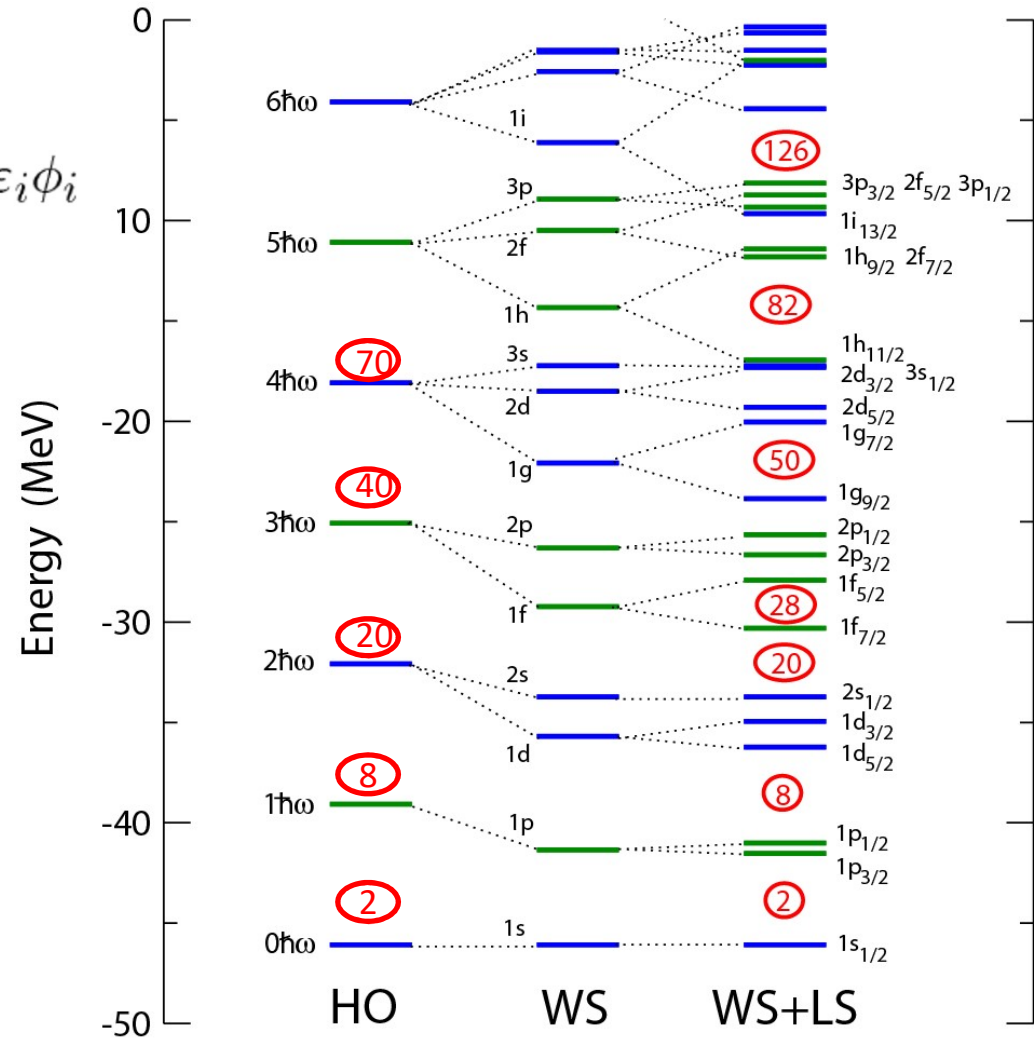 0
6ħω
1i
126
εᵢϕᵢ
3p
3p3/2 2f5/2 3p1/2
10
1i13/2
5ħω
2f
1h9/2 2f7/2
82
1h
70
3s
1h11/2
4ħω
2d3/2 3s1/2
2d
2d5/2
-20
1g7/2
1g
50
40
1g9/2
3ħω
2p
2p1/2
2p3/2
1f5/2
28
1f
1f7/2
-30
20
20
2ħω
2s
2s1/2
1d3/2
1d
1d5/2
8
8
1ħω
-40
1p
1p1/2
1p3/2
2
2
0ħω
1s
1s1/2
-50
HO WS WS+LS
Energy (MeV)